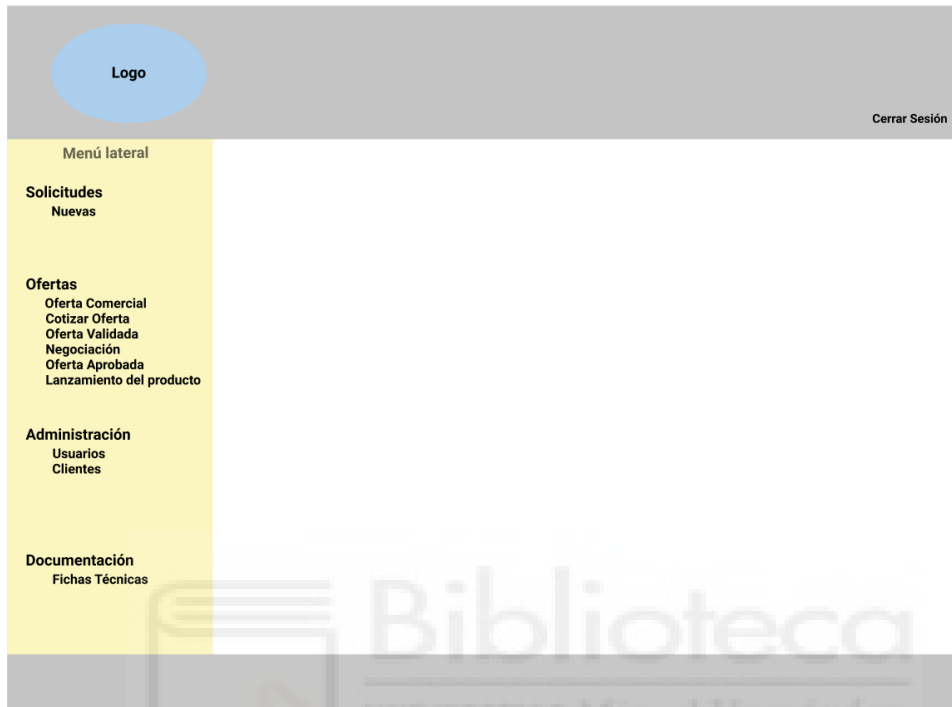 Logo
Cerrar Sesión
Menú lateral
Solicitudes
Nuevas
Ofertas
Oferta Comercial
Cotizar Oferta
Oferta Validada
Negociación
Oferta Aprobada
Lanzamiento del producto
Administración
Usuarios
Clientes
Documentación
Fichas Técnicas
Biblioteca